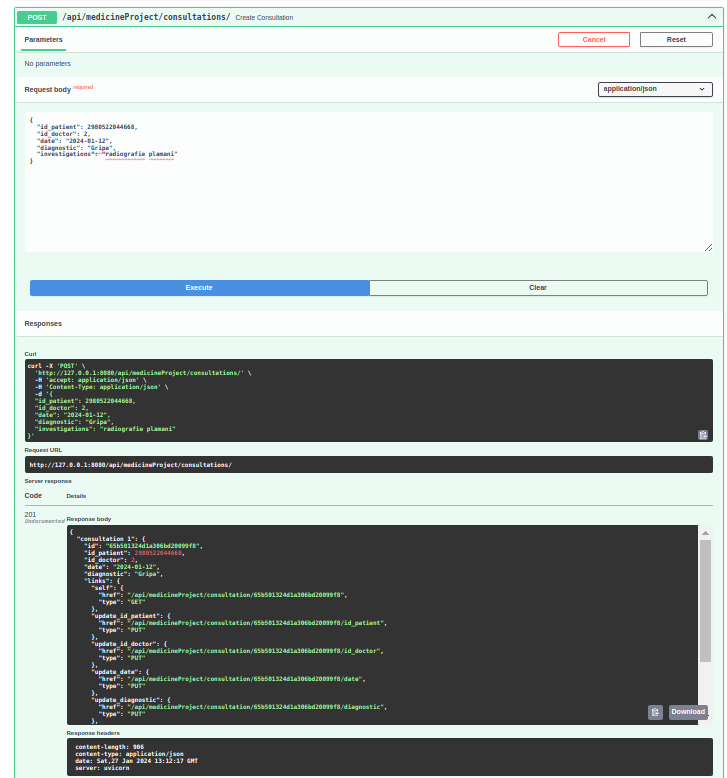 POST /api/medicineProject/consultations/ Create Consultation
Parameters Cancel Reset
No parameters
Request body required application/json
{
"id_patient": 2980522044668,
"id_doctor": 2,
"date": "2024-01-12",
"diagnostic": "Gripa",
"investigations": "radiografie plamani"
}
Execute Clear
Responses
Curl
curl -X 'POST' \
'http://127.0.0.1:8080/api/medicineProject/consultations/' \
-H 'accept: application/json' \
-H 'Content-Type: application/json' \
-d '{
"id_patient": 2980522044668,
"id_doctor": 2,
"date": "2024-01-12",
"diagnostic": "Gripa",
"investigations": "radiografie plamani"
}'
Request URL
http://127.0.0.1:8080/api/medicineProject/consultations/
Server response
Code Details
201
Undocumented
Response body
{
"consultation 1": {
"id": "65b501324d1a306bd20099f8",
"id_patient": 2980522044668,
"id_doctor": 2,
"date": "2024-01-12",
"diagnostic": "Gripa",
"links": {
"self": {
"href": "/api/medicineProject/consultation/65b501324d1a306bd20099f8",
"type": "GET"
},
"update_id_patient": {
"href": "/api/medicineProject/consultation/65b501324d1a306bd20099f8/id_patient",
"type": "PUT"
},
"update_id_doctor": {
"href": "/api/medicineProject/consultation/65b501324d1a306bd20099f8/id_doctor",
"type": "PUT"
},
"update_date": {
"href": "/api/medicineProject/consultation/65b501324d1a306bd20099f8/date",
"type": "PUT"
},
"update_diagnostic": {
"href": "/api/medicineProject/consultation/65b501324d1a306bd20099f8/diagnostic",
"type": "PUT"
},
Download
Response headers
content-length: 906
content-type: application/json
date: Sat,27 Jan 2024 13:12:17 GMT
server: uvicorn